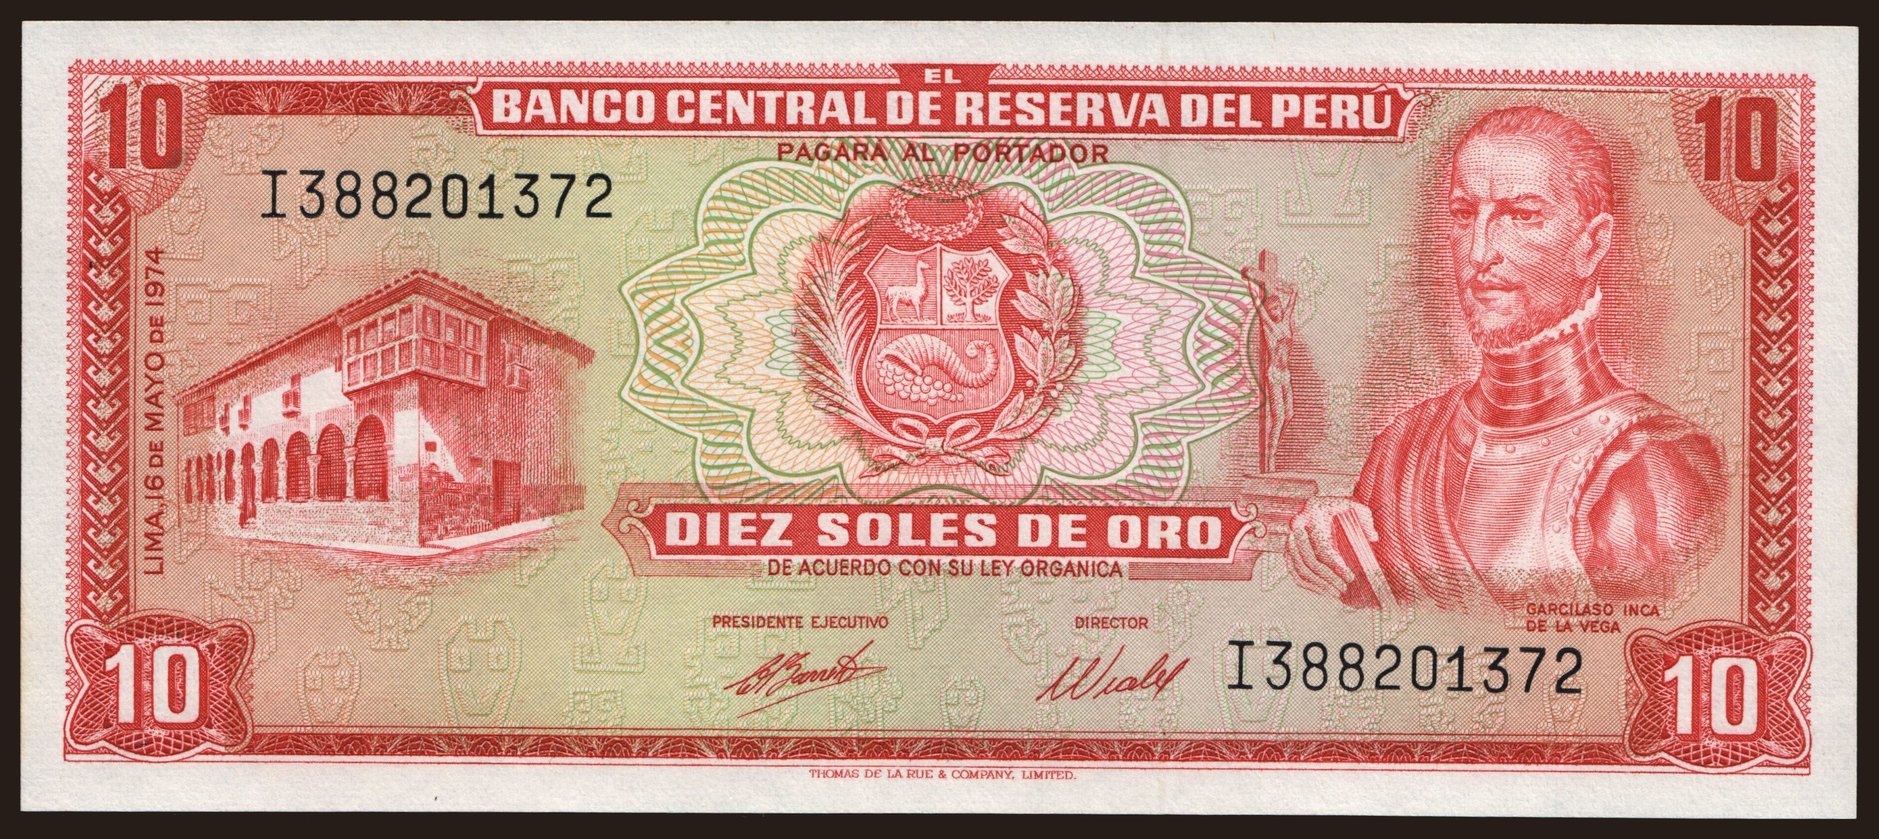 EL
BANCO CENTRAL DE RESERVA DEL PERÚ
PAGARÁ AL PORTADOR
10
10
I388201372
LIMA, 16 DE MAYO DE 1974
DIEZ SOLES DE ORO
DE ACUERDO CON SU LEY ORGANICA
GARCILASO INCA
DE LA VEGA
PRESIDENTE EJECUTIVO
DIRECTOR
I388201372
10
10
THOMAS DE LA RUE & COMPANY, LIMITED.